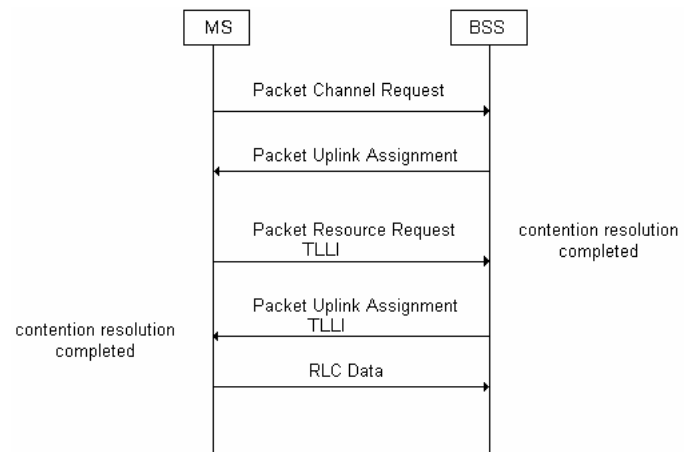 MS
BSS
Packet Channel Request
Packet Uplink Assignment
Packet Resource Request
TLLI
contention resolution
completed
Packet Uplink Assignment
TLLI
contention resolution
completed
RLC Data